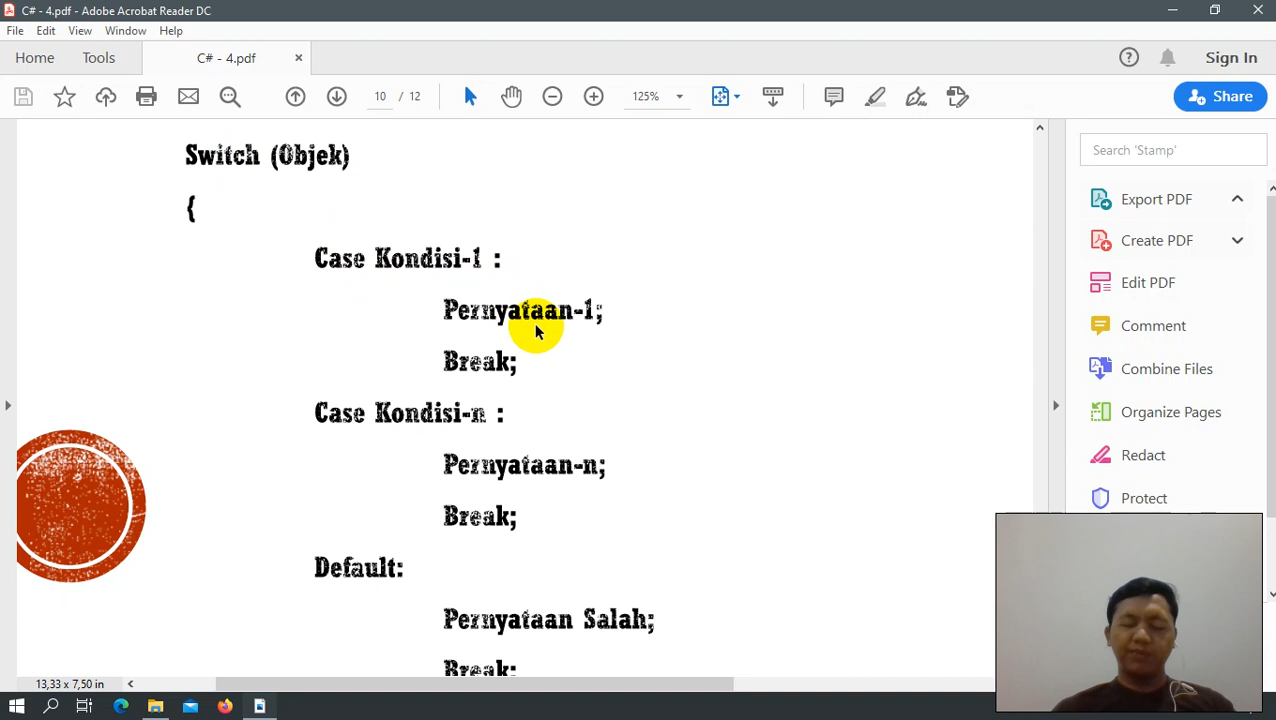 C# - 4.pdf - Adobe Acrobat Reader DC
File Edit View Window Help
Home Tools C# - 4.pdf × Sign In
10 / 12 125% Share
Switch (Objek)
{
Case Kondisi-1 :
Pernyataan-1;
Break;
Case Kondisi-n :
Pernyataan-n;
Break;
Default:
Pernyataan Salah;
Break;
Search 'Stamp'
Export PDF
Create PDF
Edit PDF
Comment
Combine Files
Organize Pages
Redact
Protect
13,33 x 7,50 in